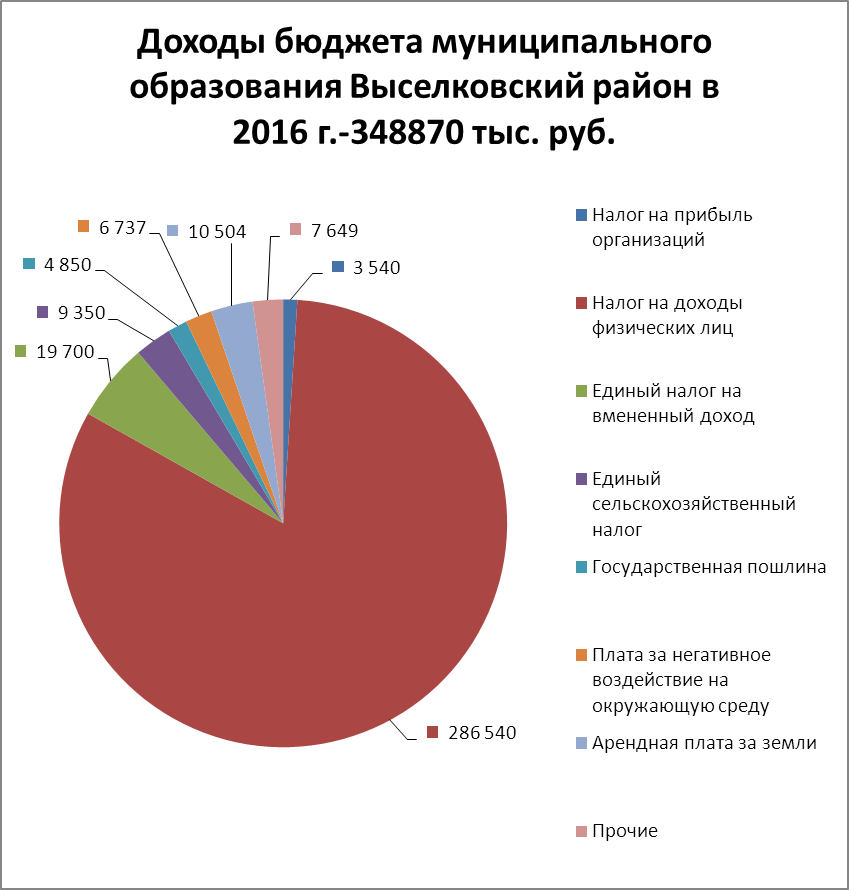 Доходы бюджета муниципального
образования Выселковский район в
2016 г.-348870 тыс. руб.
6 737
10 504
7 649
4 850
3 540
9 350
19 700
286 540
Налог на прибыль
организаций
Налог на доходы
физических лиц
Единый налог на
вмененный доход
Единый
сельскохозяйственный
налог
Государственная пошлина
Плата за негативное
воздействие на
окружающую среду
Арендная плата за земли
Прочие